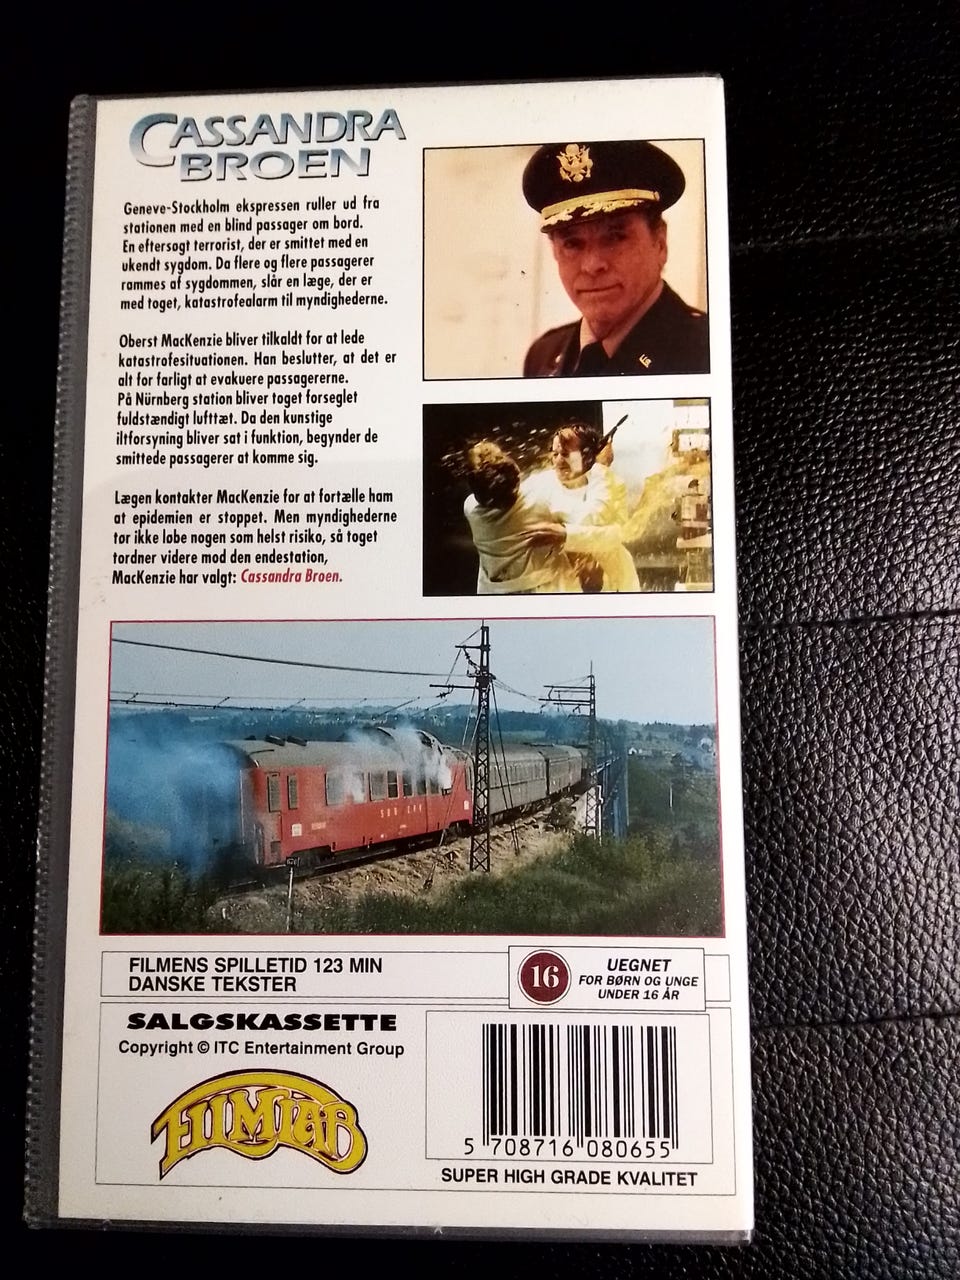 CASSANDRA
BROEN
Geneve-Stockholm ekspressen ruller ud fra
stationen med en blind passager om bord.
En eftersøgt terrorist, der er smittet med en
ukendt sygdom. Da flere og flere passagerer
rammes af sygdommen, slår en læge, der er
med toget, katastrofealarm til myndighederne.
Oberst MacKenzie bliver tilkaldt for at lede
katastrofesituationen. Han beslutter, at det er
alt for farligt at evakuere passagererne.
På Nürnberg station bliver toget forseglet
fuldstændigt lufttæt. Da den kunstige
iltforsyning bliver sat i funktion, begynder de
smittede passagerer at komme sig.
Lægen kontakter MacKenzie for at fortælle ham
at epidemien er stoppet. Men myndighederne
tør ikke løbe nogen som helst risiko, så toget
tordner videre mod den endestation,
MacKenzie har valgt: Cassandra Broen.
FILMENS SPILLETID 123 MIN
DANSKE TEKSTER
16
UEGNET
FOR BØRN OG UNGE
UNDER 16 ÅR
SALGSKASSETTE
Copyright © ITC Entertainment Group
FILMLAB
5 708716 080655
SUPER HIGH GRADE KVALITET